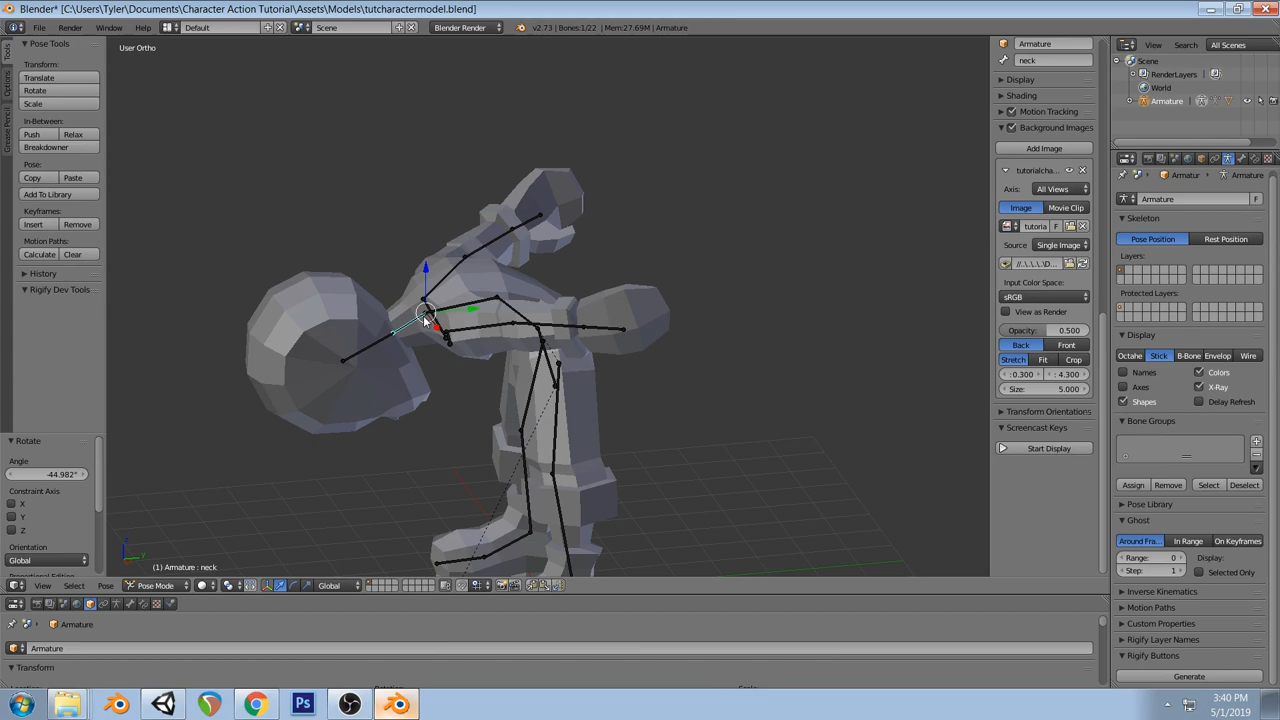 Blender* [C:\Users\Tyler\Documents\Character Action Tutorial\Assets\Models\tutcharactermodel.blend]
File Render Window Help Default Scene Blender Render v2.73 | Bones:1/22 | Mem:27.69M | Armature
View Search All Scenes
Tools
Options
Grease Pencil
Pose Tools
Transform:
Translate
Rotate
Scale
In-Between:
Push Relax
Breakdowner
Pose:
Copy Paste
Add To Library
Keyframes:
Insert Remove
Motion Paths:
Calculate Clear
History
Rigify Dev Tools
Rotate
Angle
-44.982°
Constraint Axis
X
Y
Z
Orientation
Global
User Ortho
(1) Armature : neck
View Select Pose Pose Mode Global
Armature
neck
Display
Shading
Motion Tracking
Background Images
Add Image
tutorialcha...
Axis: All Views
Image Movie Clip
tutoria F
Source Single Image
Input Color Space:
sRGB
View as Render
Opacity: 0.500
Back Front
Stretch Fit Crop
: 0.300 : 4.300
Size: 5.000
Transform Orientations
Screencast Keys
Start Display
Scene
RenderLayers
World
Armature
Armatur Armature
Armature F
Skeleton
Pose Position Rest Position
Layers:
Protected Layers:
Display
Octahe Stick B-Bone Envelop Wire
Names Colors
Axes X-Ray
Shapes Delay Refresh
Bone Groups
Assign Remove Select Deselect
Pose Library
Ghost
Around Fra... In Range On Keyframes
Range: 0 Display:
Step: 1 Selected Only
Inverse Kinematics
Motion Paths
Custom Properties
Rigify Layer Names
Rigify Buttons
Generate
Armature
Armature
Transform
Ps
3:40 PM
5/1/2019